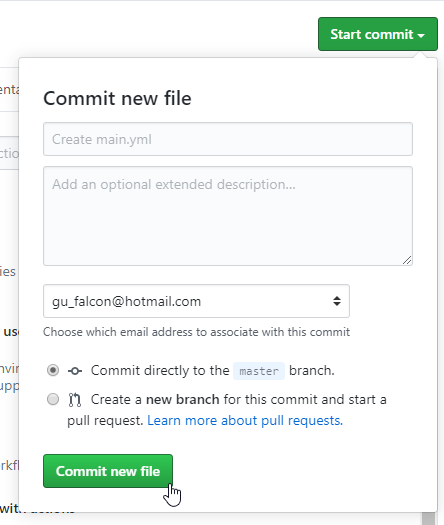 Start commit
Commit new file
Create main.yml
Add an optional extended description...
gu_falcon@hotmail.com
Choose which email address to associate with this commit
Commit directly to the master branch.
Create a new branch for this commit and start a
pull request. Learn more about pull requests.
Commit new file
with actions